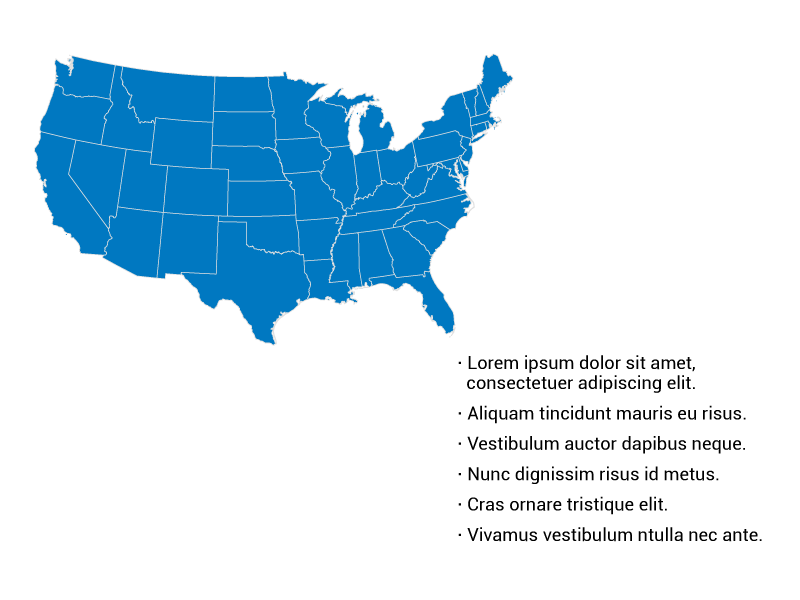 · Lorem ipsum dolor sit amet,
consectetuer adipiscing elit.
· Aliquam tincidunt mauris eu risus.
· Vestibulum auctor dapibus neque.
· Nunc dignissim risus id metus.
· Cras ornare tristique elit.
· Vivamus vestibulum ntulla nec ante.